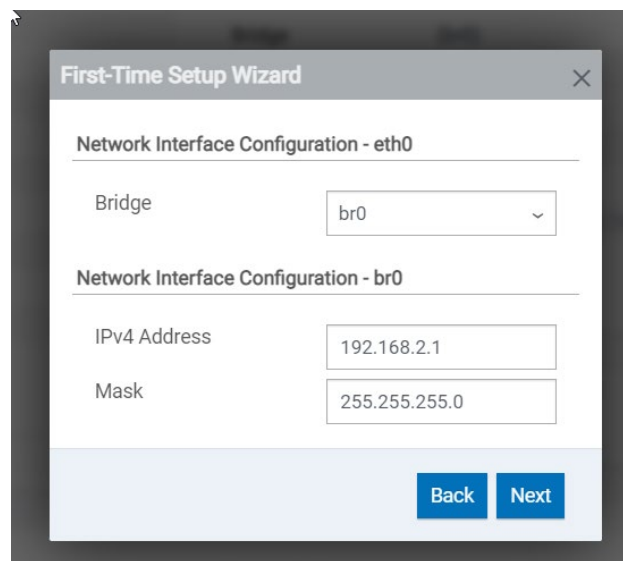 First-Time Setup Wizard
Network Interface Configuration - eth0
Bridge
br0
Network Interface Configuration - br0
IPv4 Address
192.168.2.1
Mask
255.255.255.0
Back Next